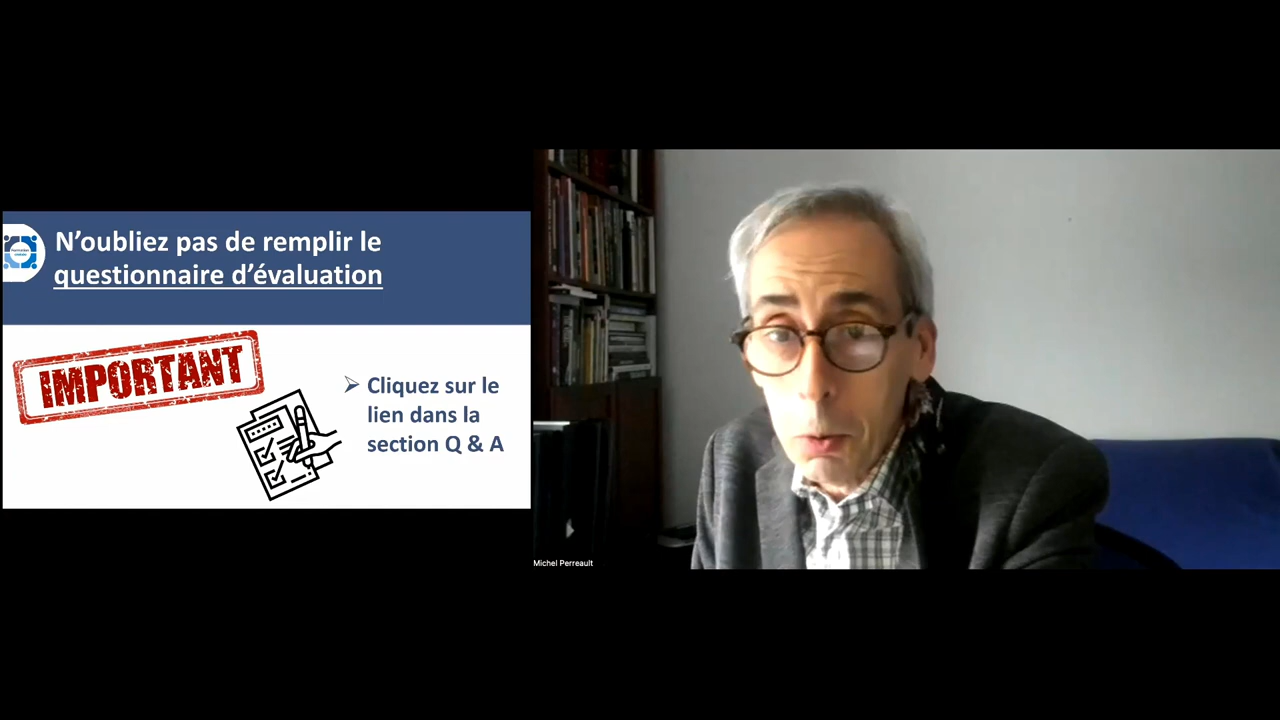 N'oubliez pas de remplir le
questionnaire d'évaluation
IMPORTANT
➢ Cliquez sur le
lien dans la
section Q & A
Michel Perreault